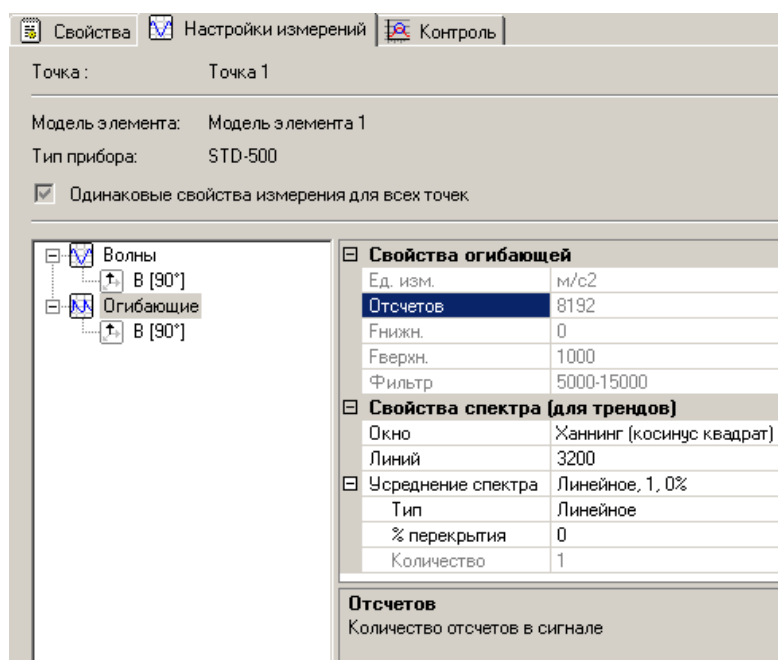 Свойства Настройки измерений Контроль
Точка : Точка 1
Модель элемента: Модель элемента 1
Тип прибора: STD-500
Одинаковые свойства измерения для всех точек
Волны
В [90°]
Огибающие
В [90°]
Свойства огибающей
Ед. изм. м/с2
Отсчетов 8192
Fнижн. 0
Fверхн. 1000
Фильтр 5000-15000
Свойства спектра (для трендов)
Окно Ханнинг (косинус квадрат)
Линий 3200
Усреднение спектра Линейное, 1, 0%
Тип Линейное
% перекрытия 0
Количество 1
Отсчетов
Количество отсчетов в сигнале